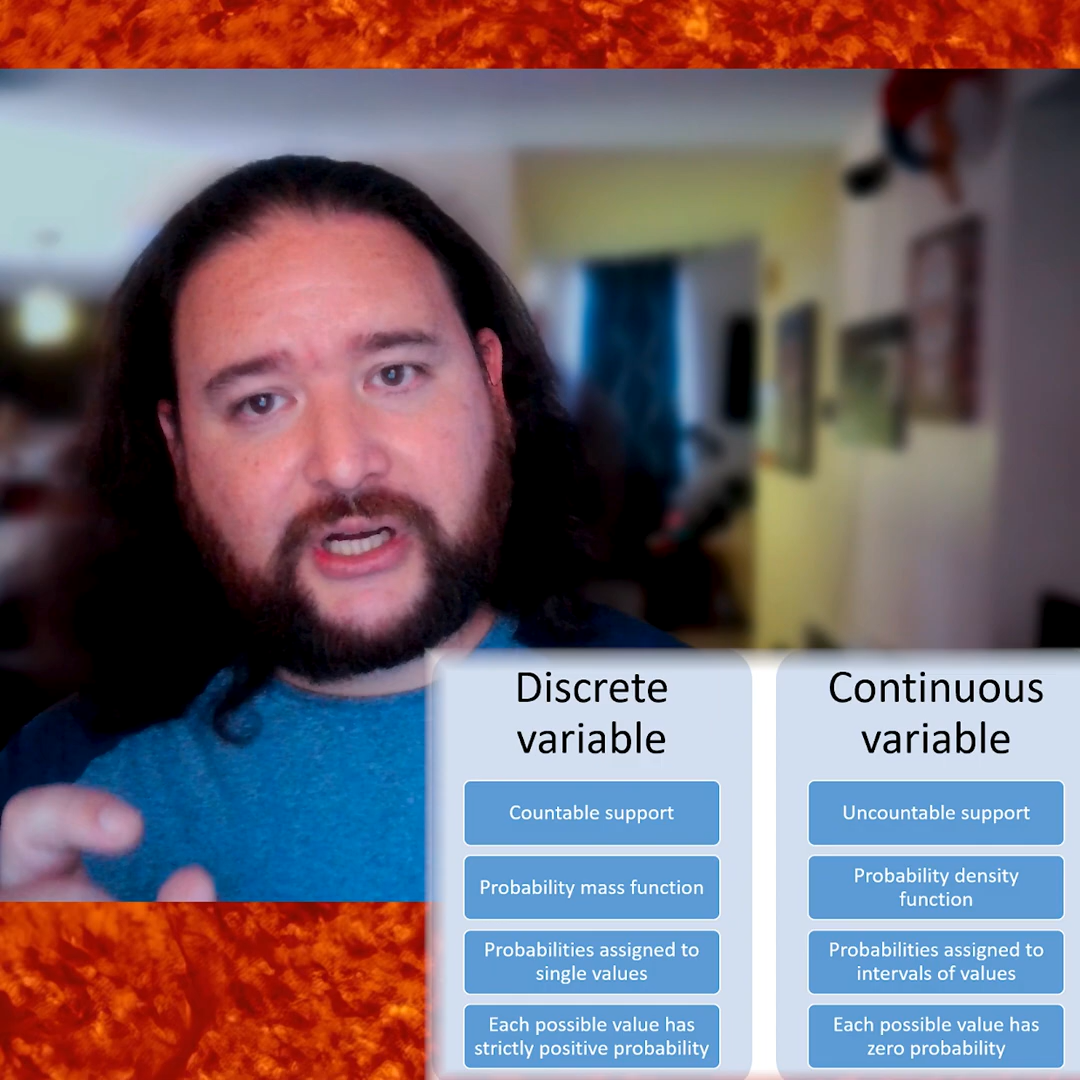 Discrete
variable
Countable support
Probability mass function
Probabilities assigned to
single values
Each possible value has
strictly positive probability
Continuous
variable
Uncountable support
Probability density
function
Probabilities assigned to
intervals of values
Each possible value has
zero probability